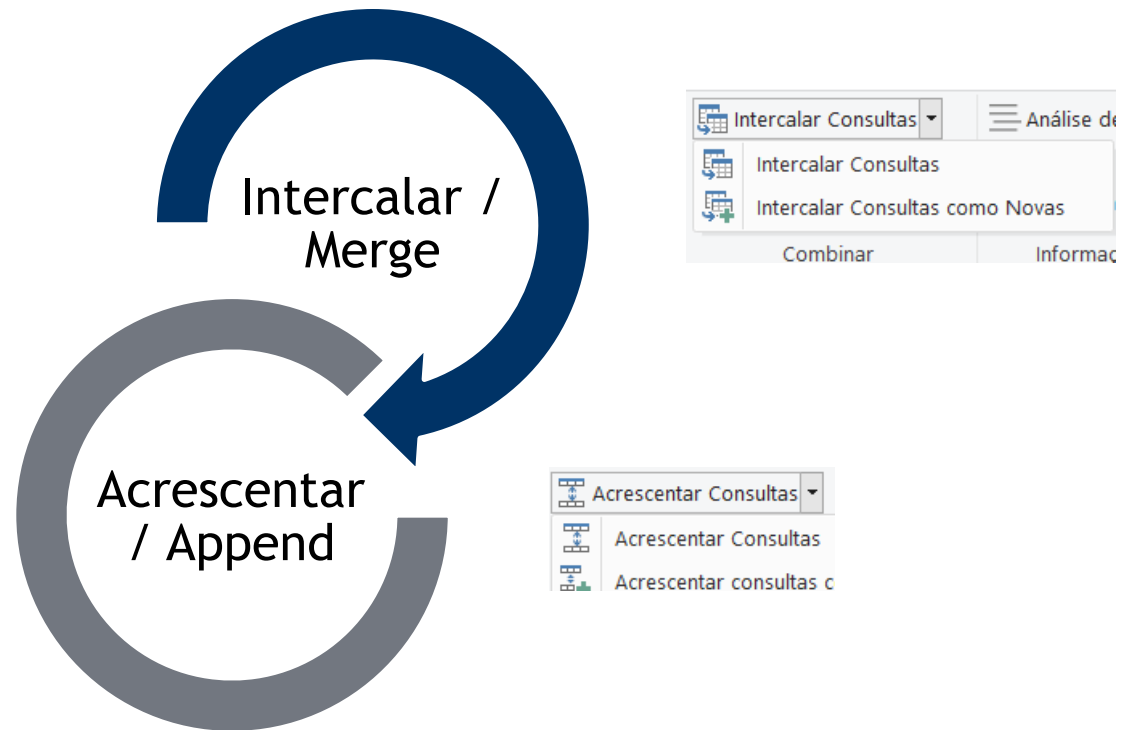 Intercalar /
Merge
Intercalar Consultas
Análise de
Intercalar Consultas
Intercalar Consultas como Novas
Combinar
Informaç
Acrescentar
/ Append
Acrescentar Consultas
Acrescentar Consultas
Acrescentar consultas c